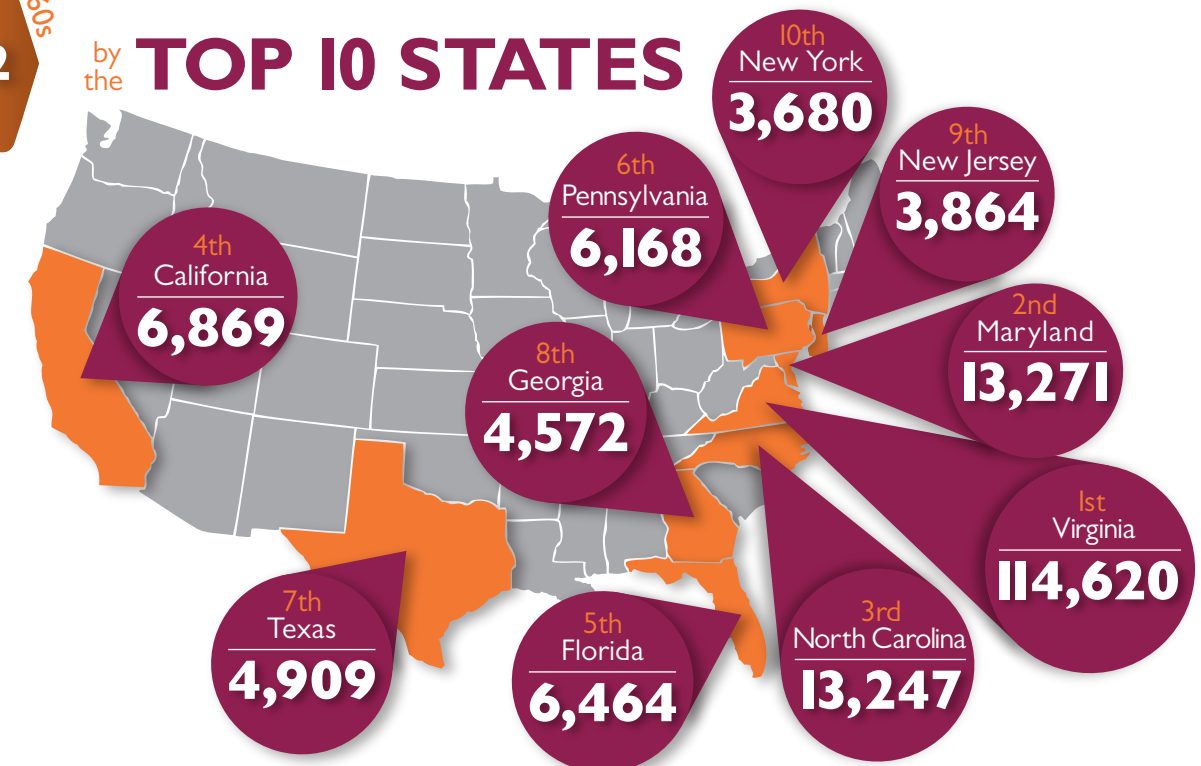 60s
2
by
the
TOP 10 STATES
10th
New York
3,680
9th
New Jersey
3,864
6th
Pennsylvania
6,168
4th
California
6,869
2nd
Maryland
13,271
8th
Georgia
4,572
1st
Virginia
114,620
7th
Texas
4,909
5th
Florida
6,464
3rd
North Carolina
13,247